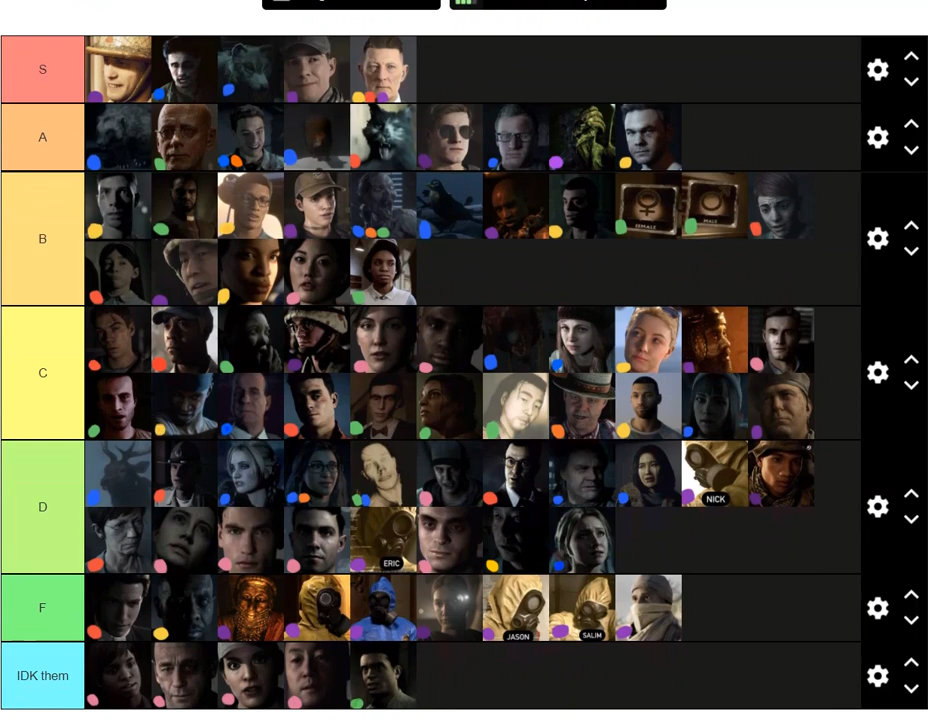 S
A
B
FEMALE
MALE
C
D
NICK
ERIC
F
JASON
SALIM
IDK them